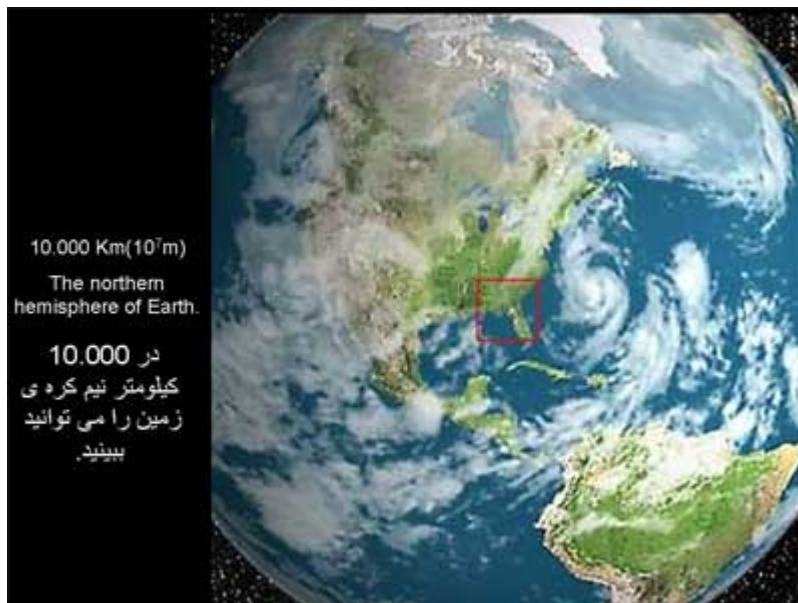 10.000 Km(10⁷m)
The northern
hemisphere of Earth.
در 10.000
کیلومتر نیم کره ی
زمین را می توانید
ببینید.